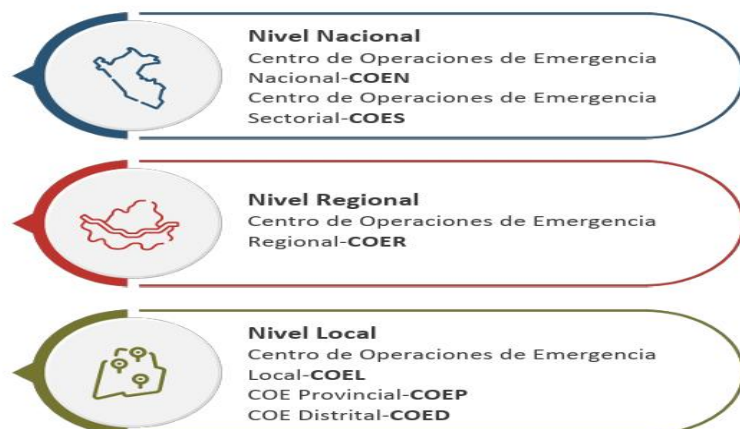 Nivel Nacional
Centro de Operaciones de Emergencia
Nacional-COEN
Centro de Operaciones de Emergencia
Sectorial-COES
Nivel Regional
Centro de Operaciones de Emergencia
Regional-COER
Nivel Local
Centro de Operaciones de Emergencia
Local-COEL
COE Provincial-COEP
COE Distrital-COED